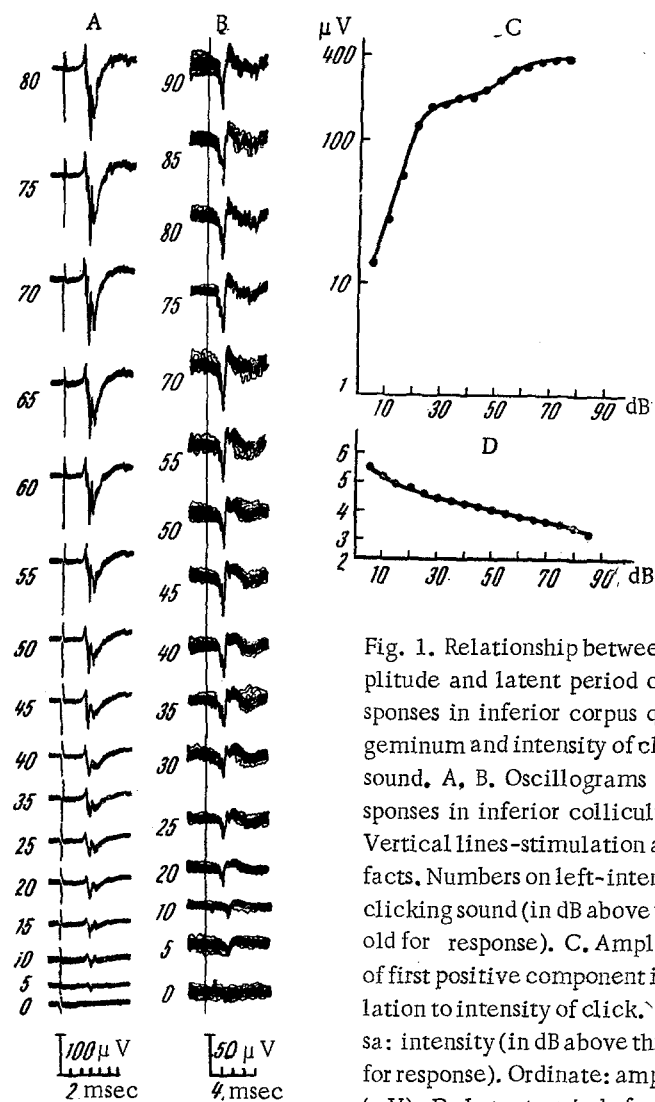 A
80
75
70
65
60
55
50
45
40
35
25
20
15
10
5
0
100 μV
2 msec
B
90
85
80
75
70
55
50
45
40
35
30
25
20
10
5
0
50 μV
4 msec
C
μV
400
100
10
1
10 30 50 70 90 dB
D
6
5
4
3
2
10 30 50 70 90 dB
Fig. 1. Relationship between
plitude and latent period o
sponses in inferior corpus q
geminum and intensity of cl
sound. A, B. Oscillograms
sponses in inferior collicul
Vertical lines-stimulation a
facts. Numbers on left-inten
clicking sound (in dB above
old for response). C. Ampl
of first positive component i
lation to intensity of click.
sa: intensity (in dB above th
for response). Ordinate: amp